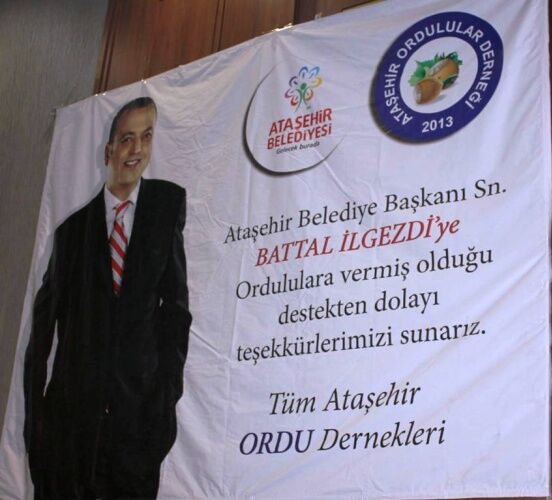 ATAŞEHİR
BELEDİYESİ
Gelecek burada
ATAŞEHİR ORDULULAR DERNEĞİ
2013
Ataşehir Belediye Başkanı Sn.
BATTAL İLGEZDİ'ye
Ordululara vermiş olduğu
destekten dolayı
teşekkürlerimizi sunarız.
Tüm Ataşehir
ORDU Dernekleri